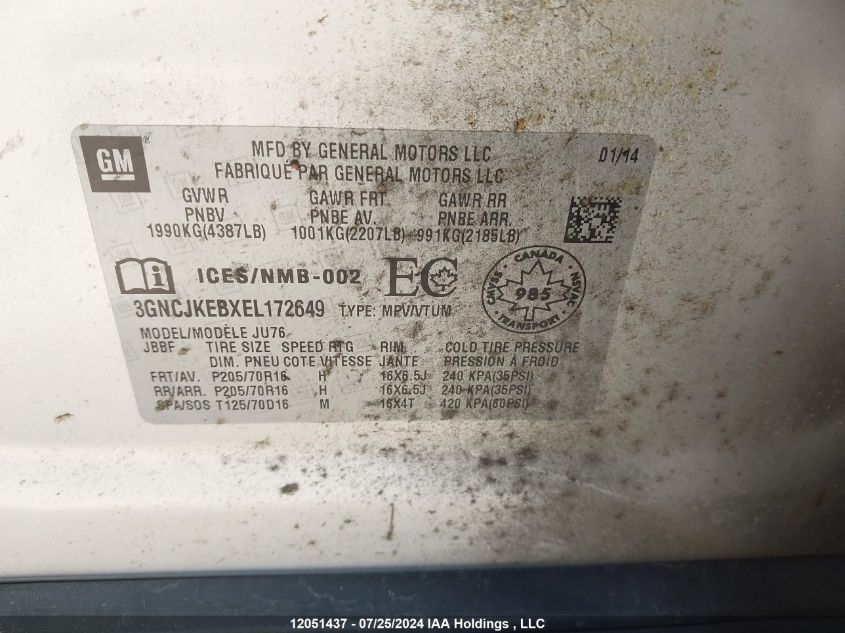 GM
MFD BY GENERAL MOTORS LLC 01/14
FABRIQUE PAR GENERAL MOTORS LLC
GVWR GAWR FRT. GAWR RR
PNBV PNBE AV. PNBE ARR.
1990KG(4387LB) 1001KG(2207LB) 991KG(2185LB)
i ICES/NMB-002 EC
CANADA
CMVSS 985 NSVAC
TRANSPORT
3GNCJKEBXEL172649 TYPE: MPV/VTUM
MODEL/MODÈLE JU76
JBBF TIRE SIZE SPEED RTG RIM COLD TIRE PRESSURE
DIM. PNEU COTE VITESSE JANTE PRESSION À FROID
FRT/AV. P205/70R16 H 16X6.5J 240 KPA(35PSI)
RR/ARR. P205/70R16 H 16X6.5J 240 KPA(35PSI)
SPA/SOS T125/70D16 M 16X4T 420 KPA(60PSI)
12051437 - 07/25/2024 IAA Holdings , LLC